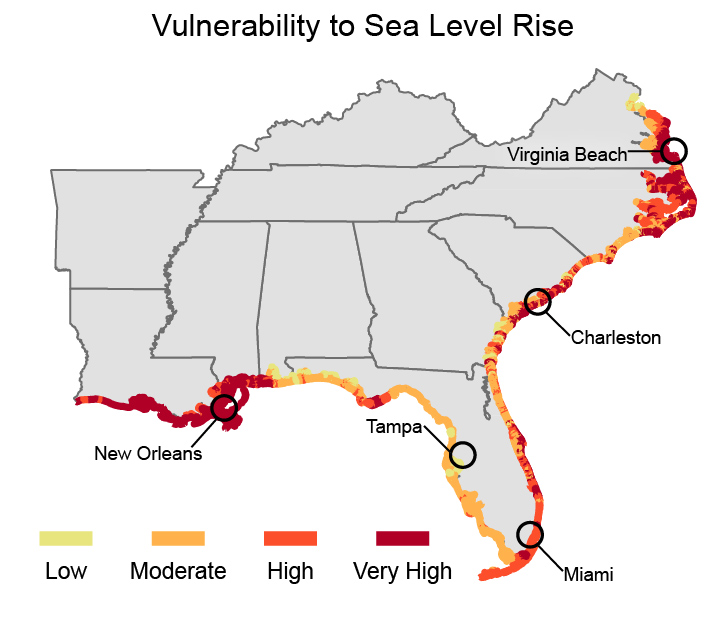 Vulnerability to Sea Level Rise
Virginia Beach
Charleston
Tampa
New Orleans
Miami
Low Moderate High Very High